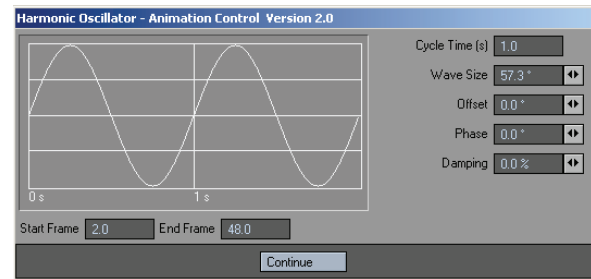 Harmonic Oscillator - Animation Control Version 2.0
Cycle Time (s) 1.0
Wave Size 57.3 °
Offset 0.0 °
Phase 0.0 °
Damping 0.0 %
0 s 1 s
Start Frame 2.0 End Frame 48.0
Continue